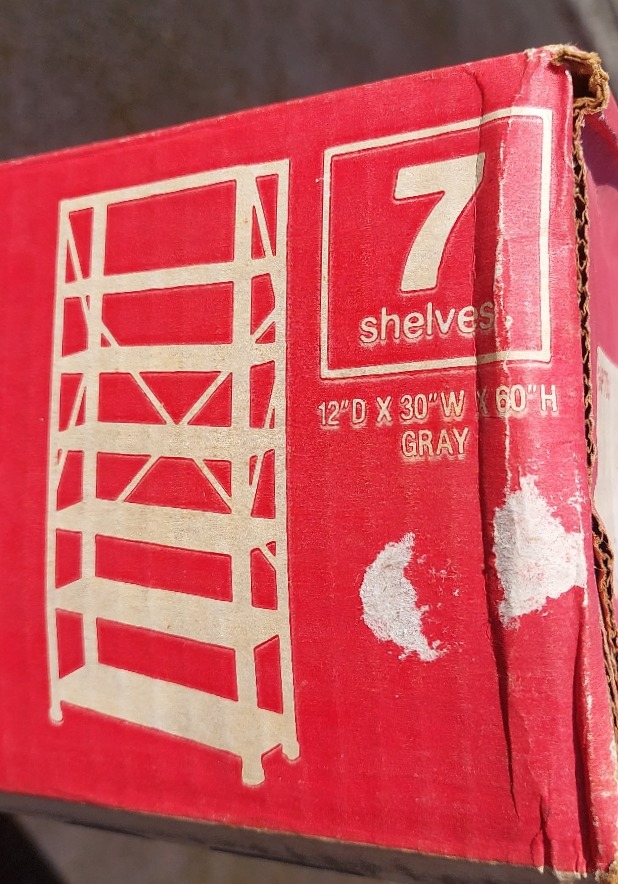 7
shelves
12"D X 30"W X 60"H
GRAY